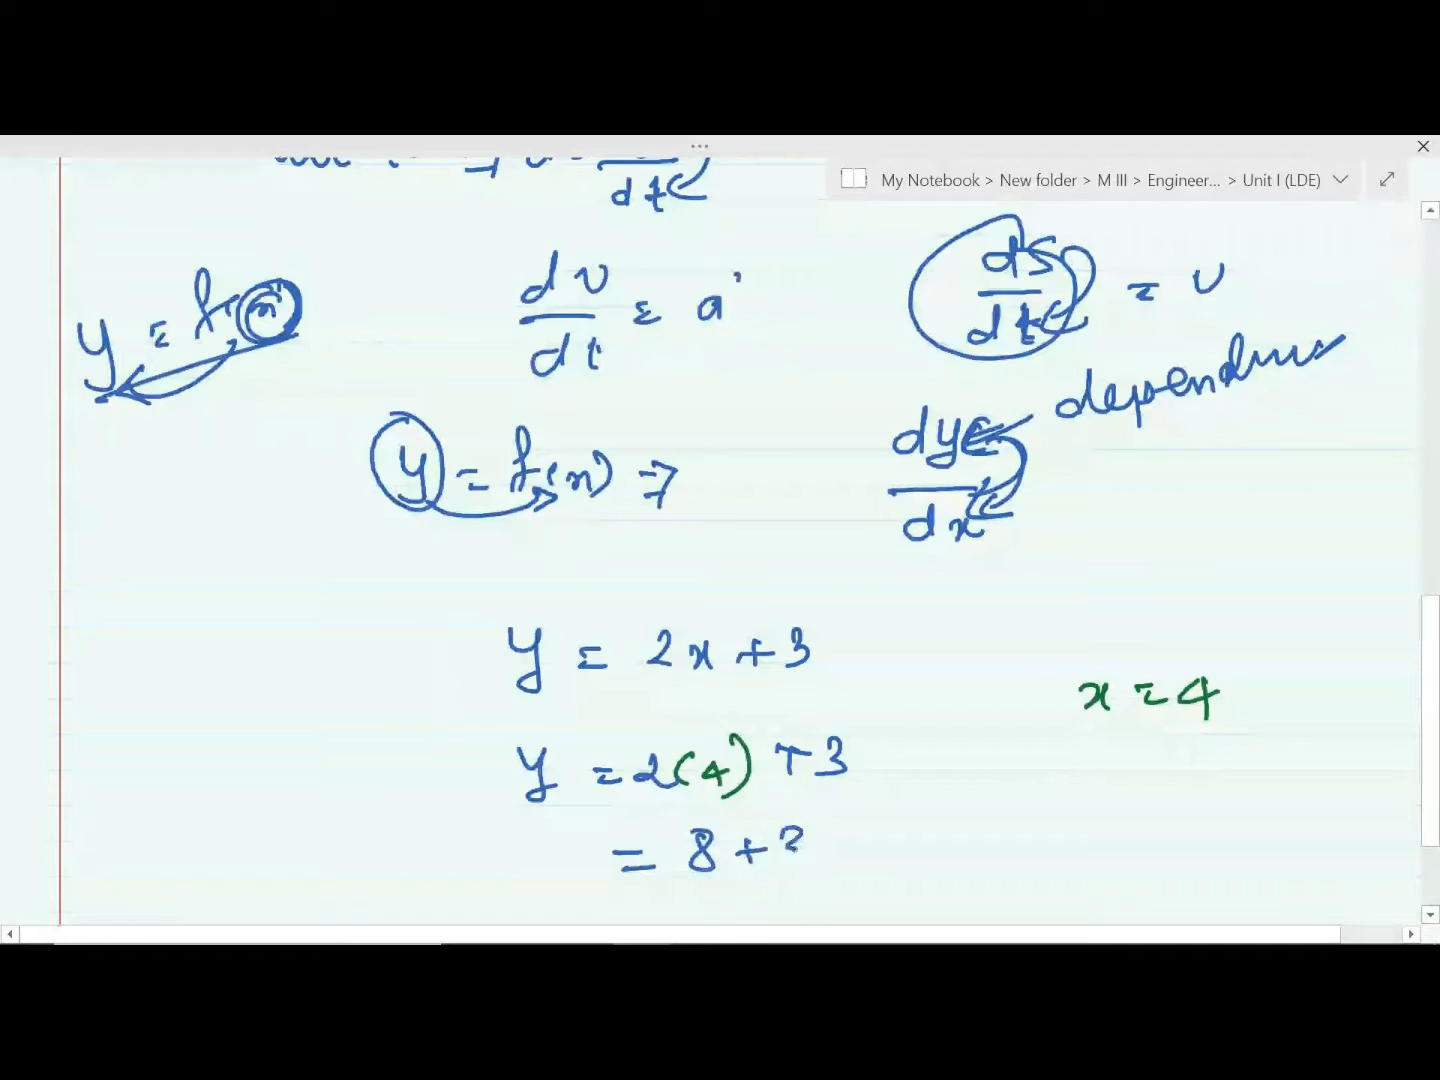 My Notebook > New folder > M III > Engineer... > Unit I (LDE)
dt
y = f(x)
dv/dt = a
ds/dt = v
y = f(x) ⇒
dy/dx
y = 2x + 3
x = 4
y = 2(4) + 3
= 8 + 3